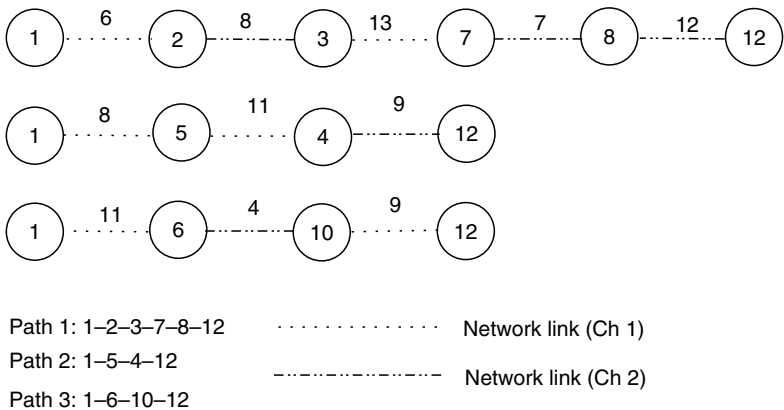 6 8 13 7 12
1 2 3 7 8 12
8 11 9
1 5 4 12
11 4 9
1 6 10 12
Path 1: 1–2–3–7–8–12
Network link (Ch 1)
Path 2: 1–5–4–12
Network link (Ch 2)
Path 3: 1–6–10–12